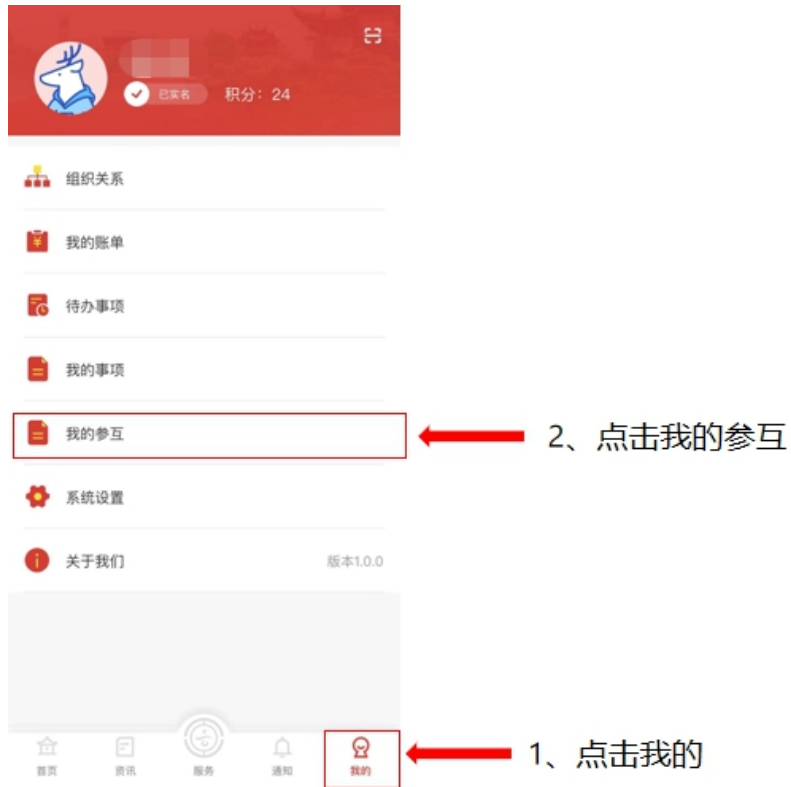 已实名 积分：24
组织关系
我的账单
待办事项
我的事项
我的参互
2、点击我的参互
系统设置
关于我们 版本1.0.0
首页 资讯 服务 通知 我的
1、点击我的